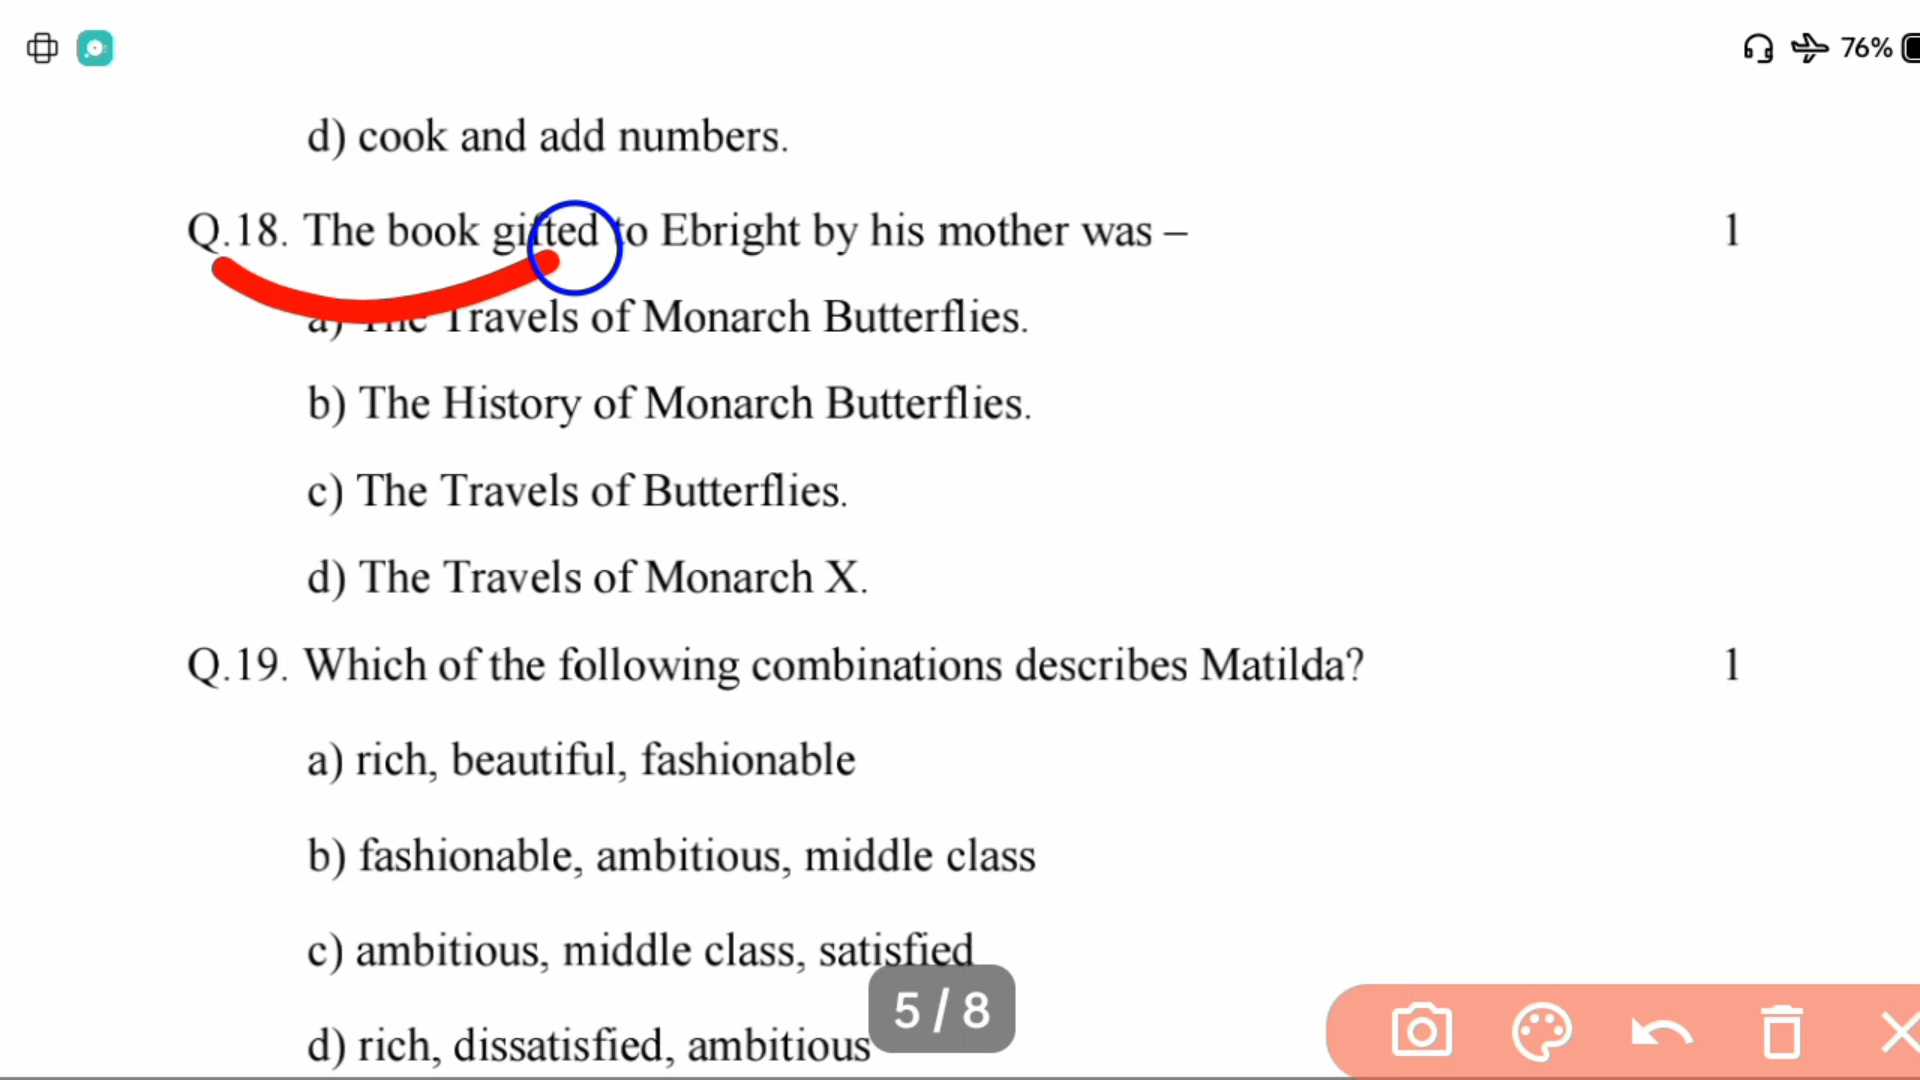 76%
d) cook and add numbers.
Q.18. The book gifted to Ebright by his mother was – 1
a) The Travels of Monarch Butterflies.
b) The History of Monarch Butterflies.
c) The Travels of Butterflies.
d) The Travels of Monarch X.
Q.19. Which of the following combinations describes Matilda? 1
a) rich, beautiful, fashionable
b) fashionable, ambitious, middle class
c) ambitious, middle class, satisfied
d) rich, dissatisfied, ambitious
5 / 8